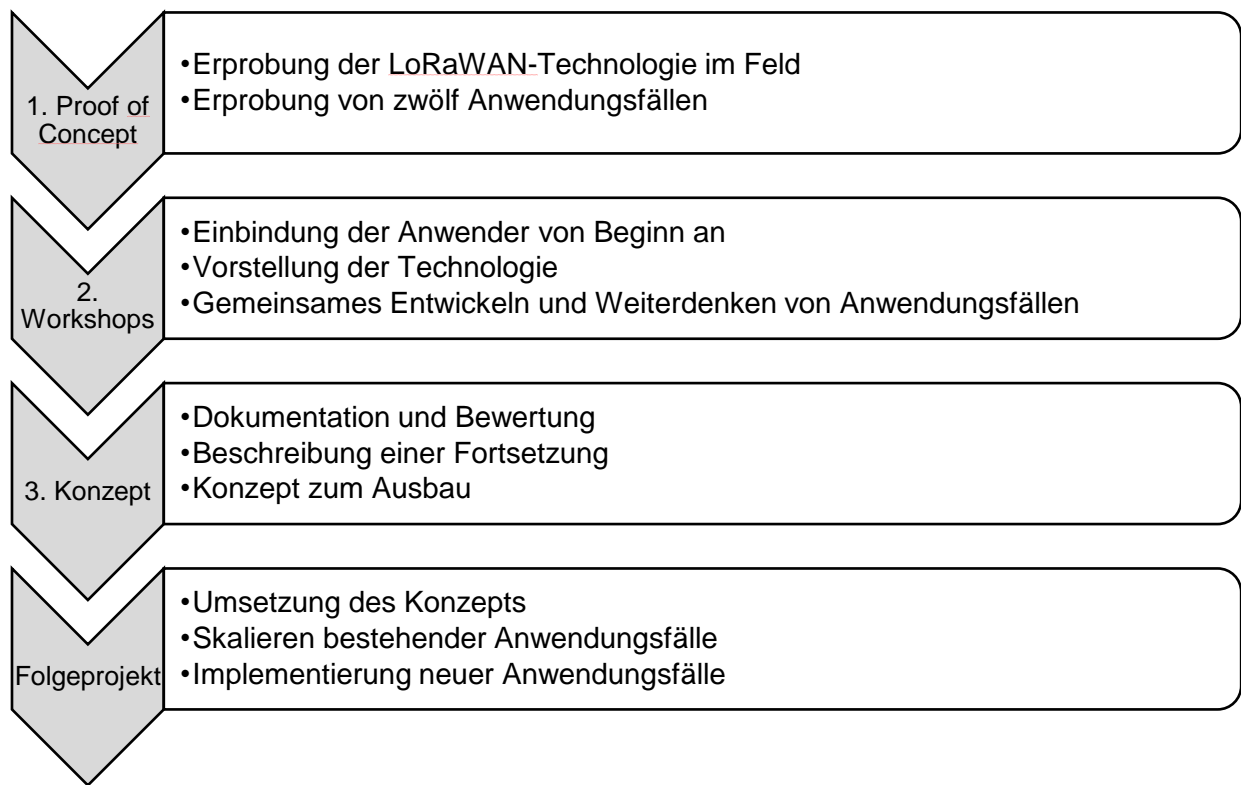 1. Proof of
Concept
•Erprobung der LoRaWAN-Technologie im Feld
•Erprobung von zwölf Anwendungsfällen
2.
Workshops
•Einbindung der Anwender von Beginn an
•Vorstellung der Technologie
•Gemeinsames Entwickeln und Weiterdenken von Anwendungsfällen
3. Konzept
•Dokumentation und Bewertung
•Beschreibung einer Fortsetzung
•Konzept zum Ausbau
Folgeprojekt
•Umsetzung des Konzepts
•Skalieren bestehender Anwendungsfälle
•Implementierung neuer Anwendungsfälle